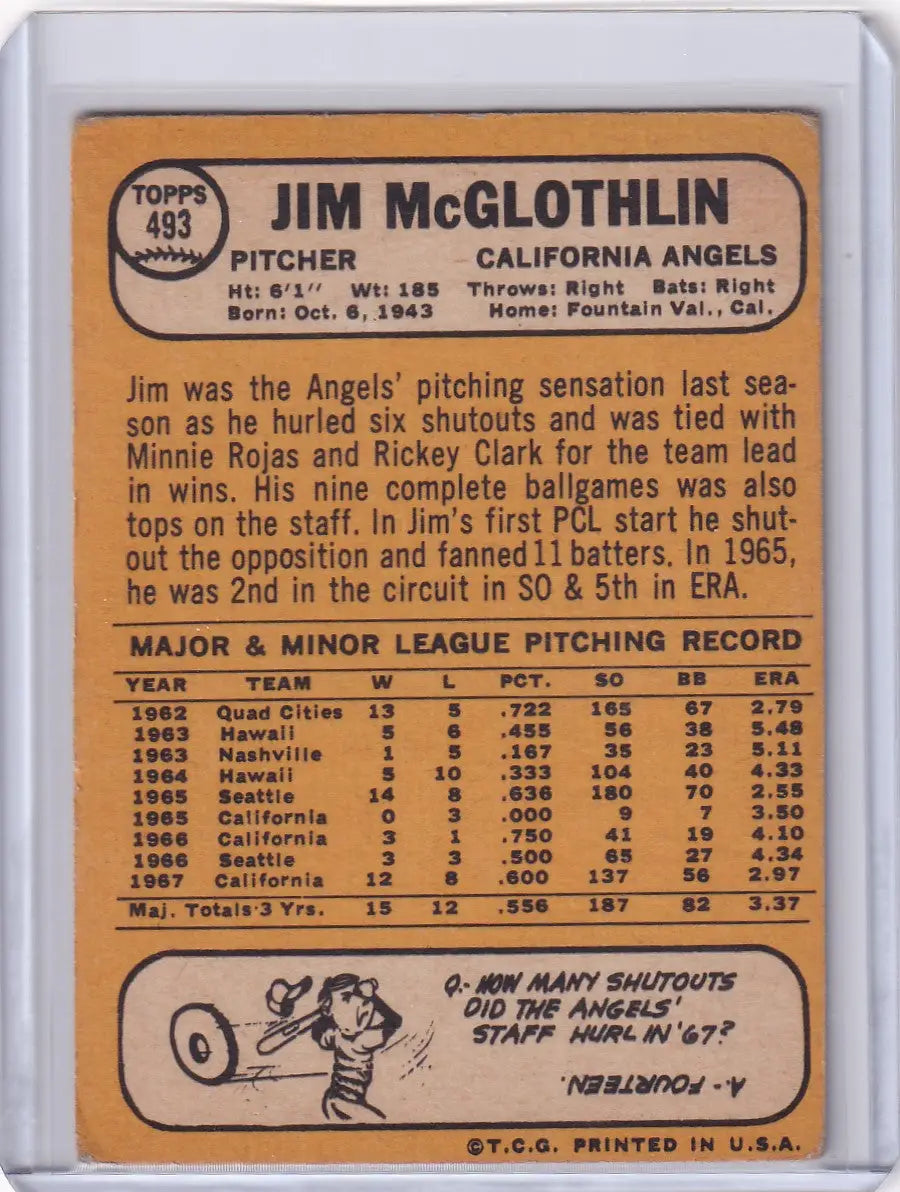 TOPPS
493
JIM McGLOTHLIN
PITCHER CALIFORNIA ANGELS
Ht: 6'1'' Wt: 185 Throws: Right Bats: Right
Born: Oct. 6, 1943 Home: Fountain Val., Cal.
Jim was the Angels' pitching sensation last sea-
son as he hurled six shutouts and was tied with
Minnie Rojas and Rickey Clark for the team lead
in wins. His nine complete ballgames was also
tops on the staff. In Jim's first PCL start he shut-
out the opposition and fanned 11 batters. In 1965,
he was 2nd in the circuit in SO & 5th in ERA.
MAJOR & MINOR LEAGUE PITCHING RECORD
YEAR TEAM W L PCT. SO BB ERA
1962 Quad Cities 13 5 .722 165 67 2.79
1963 Hawaii 5 6 .455 56 38 5.48
1963 Nashville 1 5 .167 35 23 5.11
1964 Hawaii 5 10 .333 104 40 4.33
1965 Seattle 14 8 .636 180 70 2.55
1965 California 0 3 .000 9 7 3.50
1966 California 3 1 .750 41 19 4.10
1966 Seattle 3 3 .500 65 27 4.34
1967 California 12 8 .600 137 56 2.97
Maj. Totals 3 Yrs. 15 12 .556 187 82 3.37
Q.- HOW MANY SHUTOUTS
DID THE ANGELS'
STAFF HURL IN '67?
A.- FOURTEEN.
©T.C.G. PRINTED IN U.S.A.